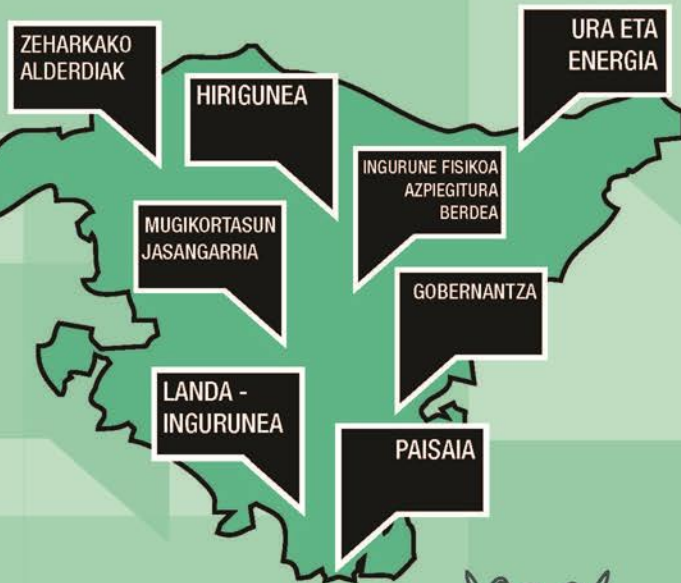 ZEHARKAKO
ALDERDIAK
HIRIGUNEA
URA ETA
ENERGIA
INGURUNE FISIKOA
AZPIEGITURA
BERDEA
MUGIKORTASUN
JASANGARRIA
GOBERNANTZA
LANDA -
INGURUNEA
PAISAIA